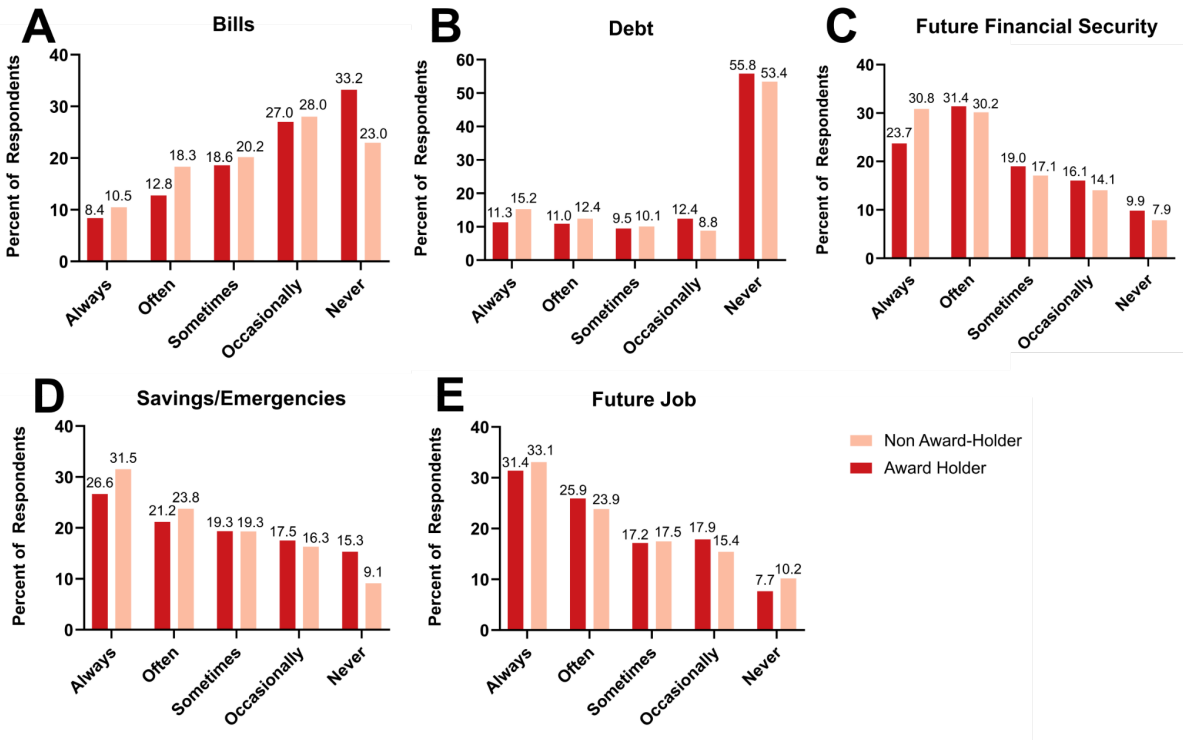 A
Bills
Percent of Respondents
40
30
20
10
0
8.4
10.5
12.8
18.3
18.6
20.2
27.0
28.0
33.2
23.0
Always
Often
Sometimes
Occasionally
Never
B
Debt
Percent of Respondents
60
50
40
30
20
10
0
11.3
15.2
11.0
12.4
9.5
10.1
12.4
8.8
55.8
53.4
Always
Often
Sometimes
Occasionally
Never
C
Future Financial Security
Percent of Respondents
40
30
20
10
0
23.7
30.8
31.4
30.2
19.0
17.1
16.1
14.1
9.9
7.9
Always
Often
Sometimes
Occasionally
Never
D
Savings/Emergencies
Percent of Respondents
40
30
20
10
0
26.6
31.5
21.2
23.8
19.3
19.3
17.5
16.3
15.3
9.1
Always
Often
Sometimes
Occasionally
Never
E
Future Job
Percent of Respondents
40
30
20
10
0
31.4
33.1
25.9
23.9
17.2
17.5
17.9
15.4
7.7
10.2
Always
Often
Sometimes
Occasionally
Never
Non Award-Holder
Award Holder